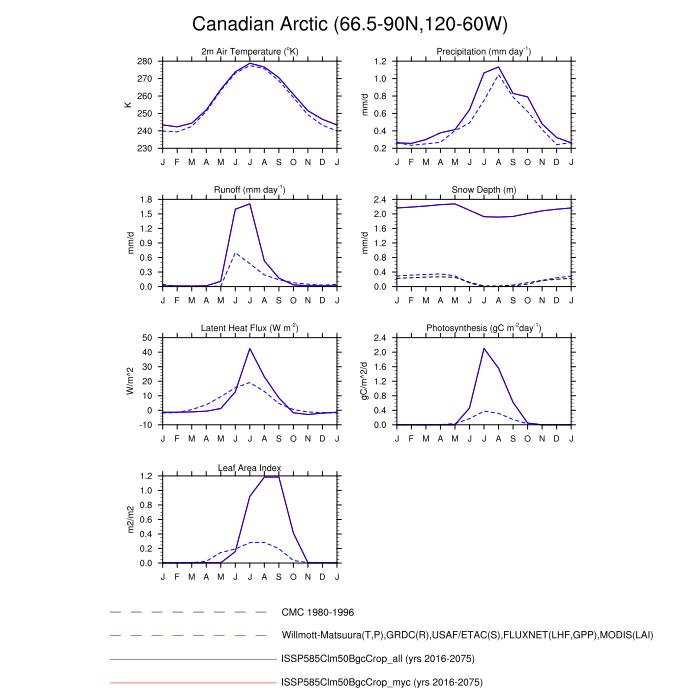 Canadian Arctic (66.5-90N,120-60W)
2m Air Temperature (°K)
Precipitation (mm day⁻¹)
280
270
260
250
240
230
K
J F M A M J J A S O N D J
1.2
1.0
0.8
0.6
0.4
0.2
mm/d
J F M A M J J A S O N D J
Runoff (mm day⁻¹)
Snow Depth (m)
1.8
1.5
1.2
0.9
0.6
0.3
0.0
mm/d
J F M A M J J A S O N D J
2.4
2.0
1.6
1.2
0.8
0.4
0.0
mm/d
J F M A M J J A S O N D J
Latent Heat Flux (W m⁻²)
Photosynthesis (gC m⁻²day⁻¹)
50
40
30
20
10
0
-10
W/m^2
J F M A M J J A S O N D J
2.4
2.0
1.6
1.2
0.8
0.4
0.0
gC/m^2/d
J F M A M J J A S O N D J
Leaf Area Index
1.2
1.0
0.8
0.6
0.4
0.2
0.0
m2/m2
J F M A M J J A S O N D J
CMC 1980-1996
Willmott-Matsuura(T,P),GRDC(R),USAF/ETAC(S),FLUXNET(LHF,GPP),MODIS(LAI)
ISSP585Clm50BgcCrop_all (yrs 2016-2075)
ISSP585Clm50BgcCrop_myc (yrs 2016-2075)